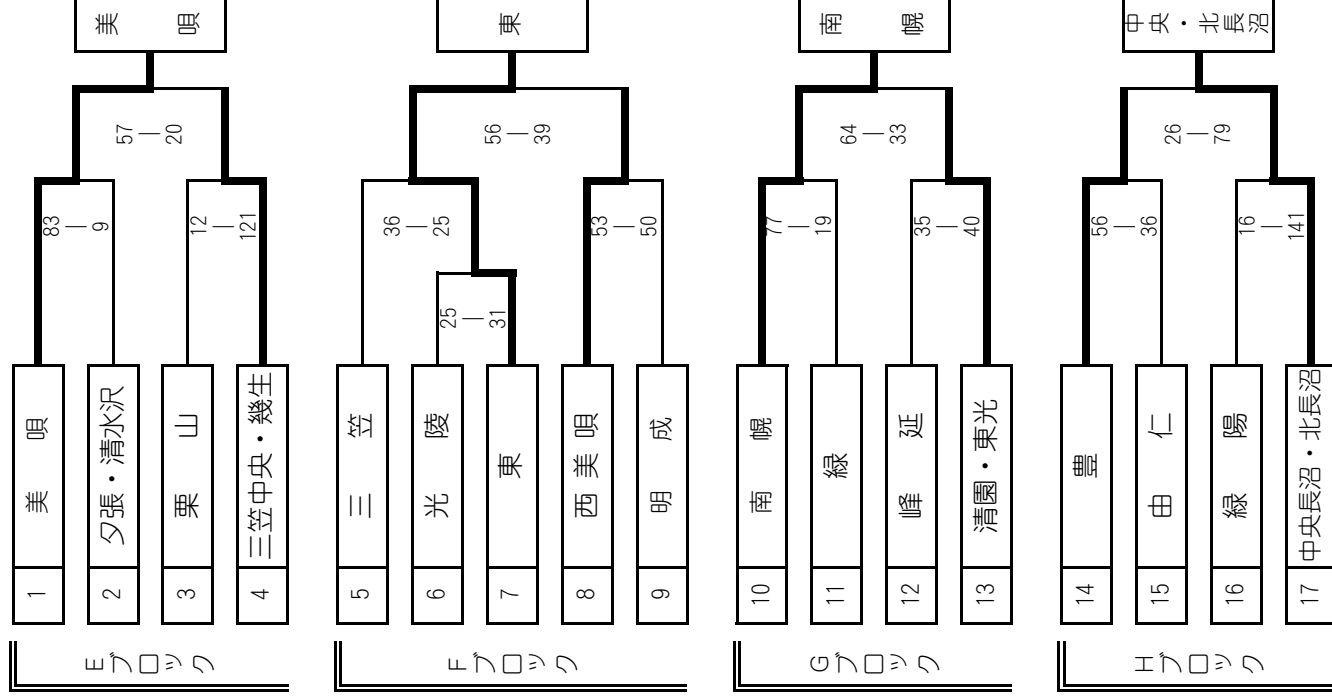 美唄
57 ― 20
83 ― 9
12 ― 121
美唄
夕張・清水沢
栗山
三笠中央・幾生
1
2
3
4
Eブロック
東
56 ― 39
36 ― 25
53 ― 50
25 ― 31
三笠
光陵
東
西美唄
明成
5
6
7
8
9
Fブロック
南幌
64 ― 33
77 ― 19
35 ― 40
南幌
緑
峰延
清園・東光
10
11
12
13
Gブロック
中央・北長沼
26 ― 79
56 ― 36
16 ― 141
豊
由仁
緑陽
中央長沼・北長沼
14
15
16
17
Hブロック